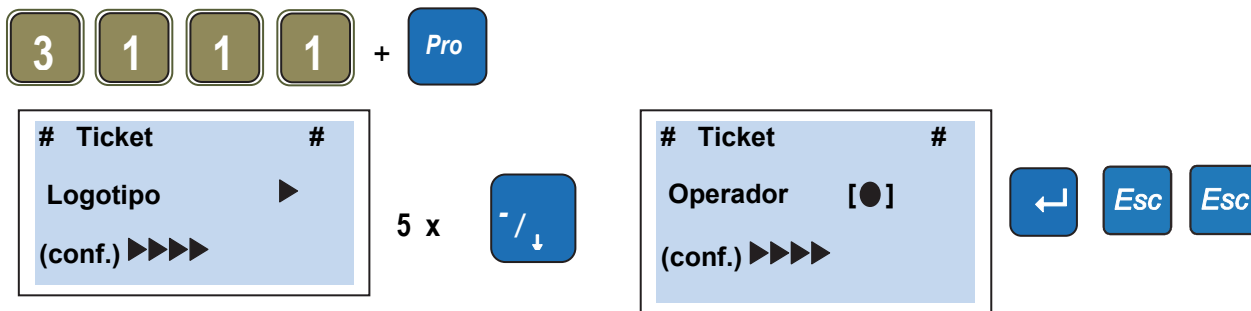 3 1 1 1 + Pro
# Ticket #
Logotipo ▶
(conf.) ▶▶▶▶
5 x
-/↓
# Ticket #
Operador [●]
(conf.) ▶▶▶▶
↵ Esc Esc